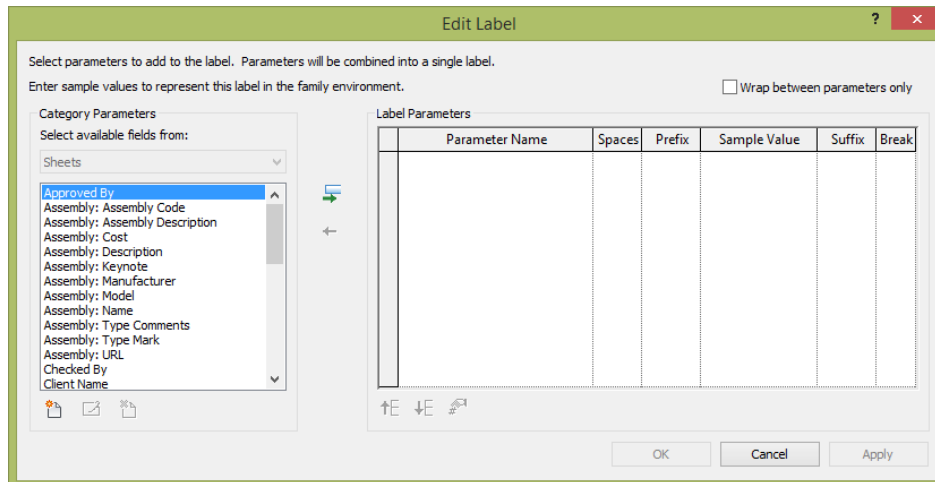 Edit Label
?
×
Select parameters to add to the label. Parameters will be combined into a single label.
Enter sample values to represent this label in the family environment.
Wrap between parameters only
Category Parameters
Select available fields from:
Sheets
Approved By
Assembly: Assembly Code
Assembly: Assembly Description
Assembly: Cost
Assembly: Description
Assembly: Keynote
Assembly: Manufacturer
Assembly: Model
Assembly: Name
Assembly: Type Comments
Assembly: Type Mark
Assembly: URL
Checked By
Client Name
Label Parameters
Parameter Name Spaces Prefix Sample Value Suffix Break
OK Cancel Apply